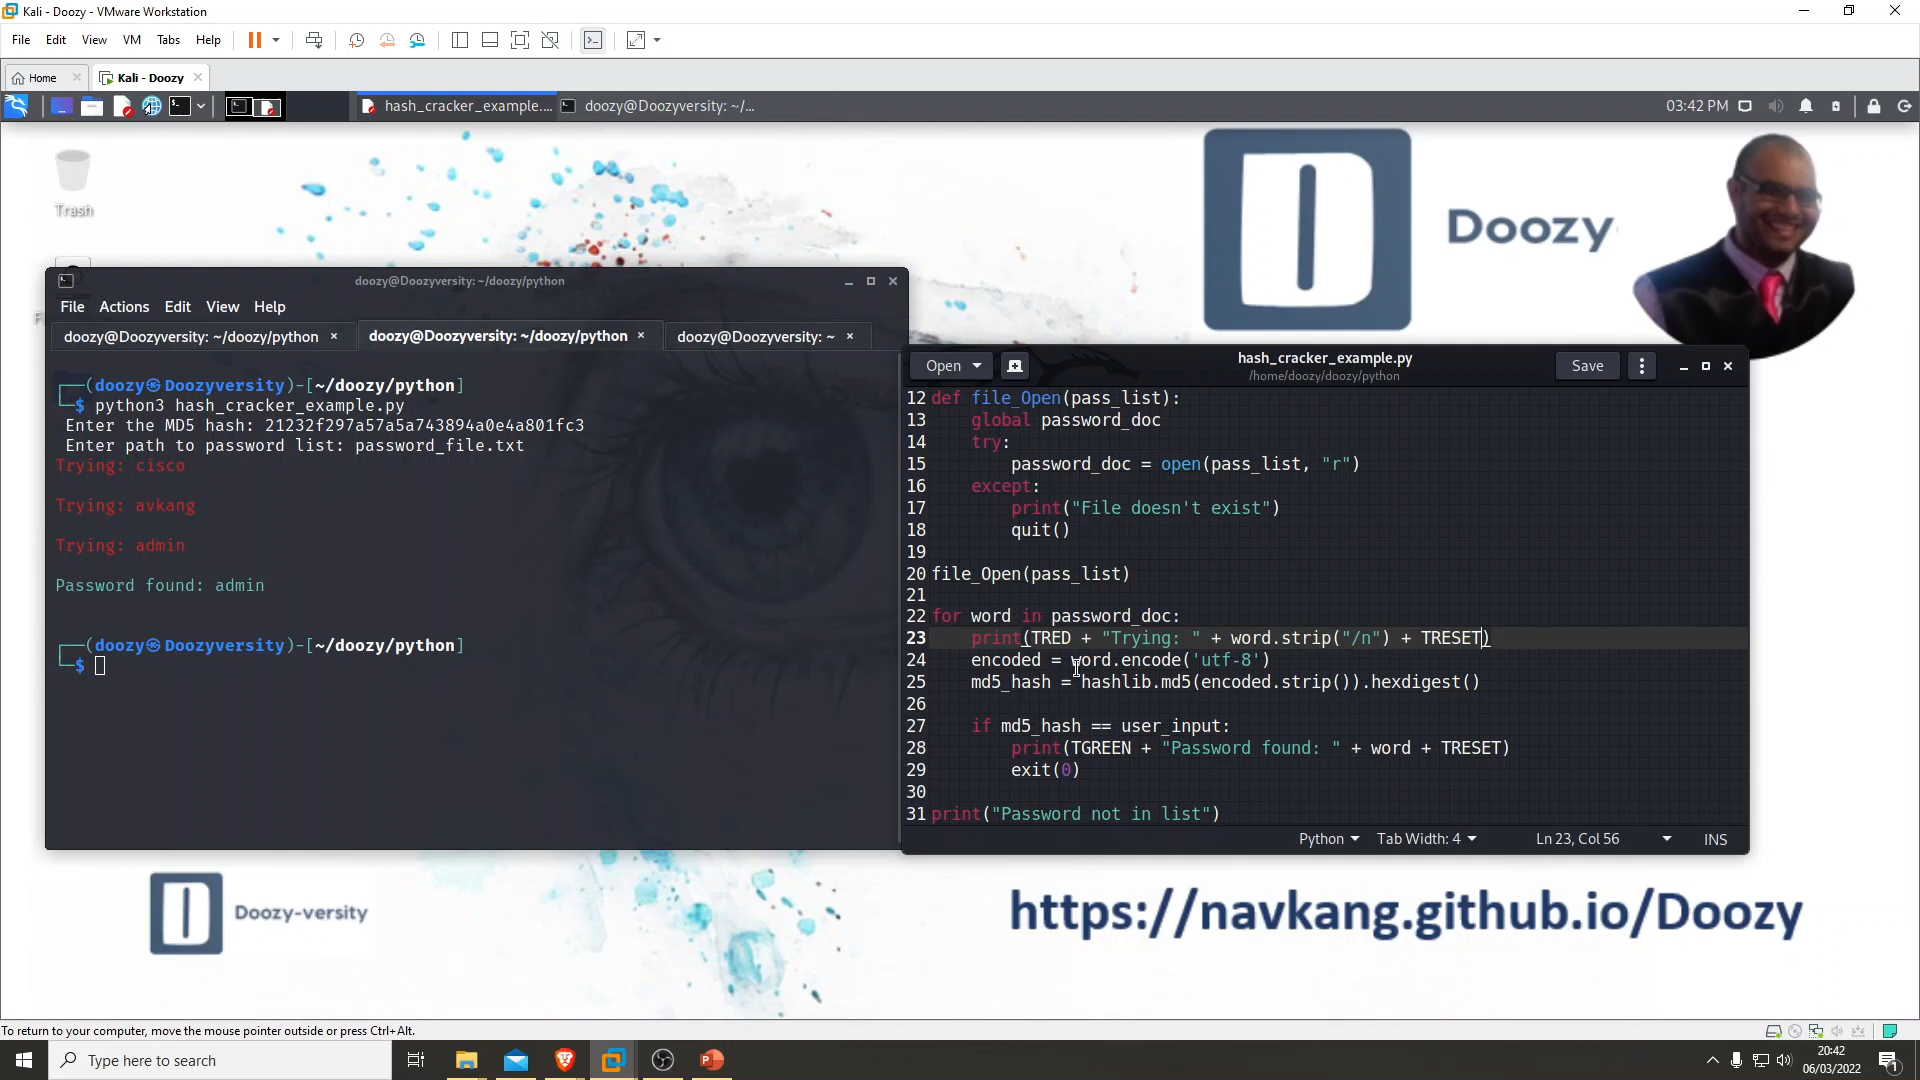 Kali - Doozy - VMware Workstation
File Edit View VM Tabs Help
Home
Kali - Doozy
hash_cracker_example....
doozy@Doozyversity: ~/...
03:42 PM
Trash
Doozy
doozy@Doozyversity: ~/doozy/python
File Actions Edit View Help
doozy@Doozyversity: ~/doozy/python
doozy@Doozyversity: ~/doozy/python
doozy@Doozyversity: ~
┌──(doozy㉿Doozyversity)-[~/doozy/python]
└─$ python3 hash_cracker_example.py
Enter the MD5 hash: 21232f297a57a5a743894a0e4a801fc3
Enter path to password list: password_file.txt
Trying: cisco
Trying: avkang
Trying: admin
Password found: admin
┌──(doozy㉿Doozyversity)-[~/doozy/python]
└─$
Open
hash_cracker_example.py
/home/doozy/doozy/python
Save
12 def file_Open(pass_list):
13     global password_doc
14     try:
15         password_doc = open(pass_list, "r")
16     except:
17         print("File doesn't exist")
18         quit()
19
20 file_Open(pass_list)
21
22 for word in password_doc:
23     print(TRED + "Trying: " + word.strip("/n") + TRESET)
24     encoded = word.encode('utf-8')
25     md5_hash = hashlib.md5(encoded.strip()).hexdigest()
26
27     if md5_hash == user_input:
28         print(TGREEN + "Password found: " + word + TRESET)
29         exit(0)
30
31 print("Password not in list")
Python
Tab Width: 4
Ln 23, Col 56
INS
Doozy-versity
https://navkang.github.io/Doozy
To return to your computer, move the mouse pointer outside or press Ctrl+Alt.
Type here to search
20:42
06/03/2022
1